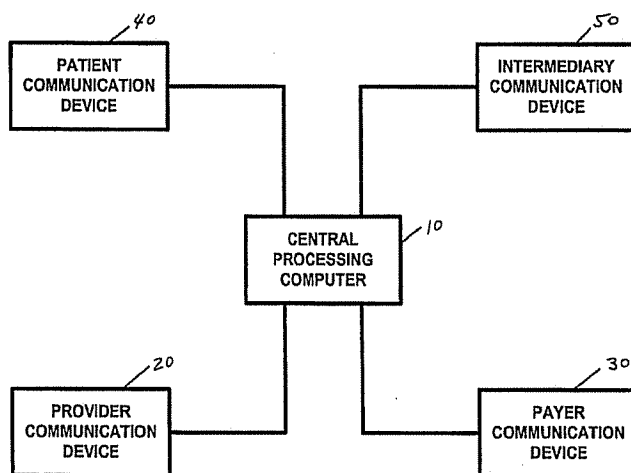 40
PATIENT
COMMUNICATION
DEVICE
50
INTERMEDIARY
COMMUNICATION
DEVICE
10
CENTRAL
PROCESSING
COMPUTER
20
PROVIDER
COMMUNICATION
DEVICE
30
PAYER
COMMUNICATION
DEVICE